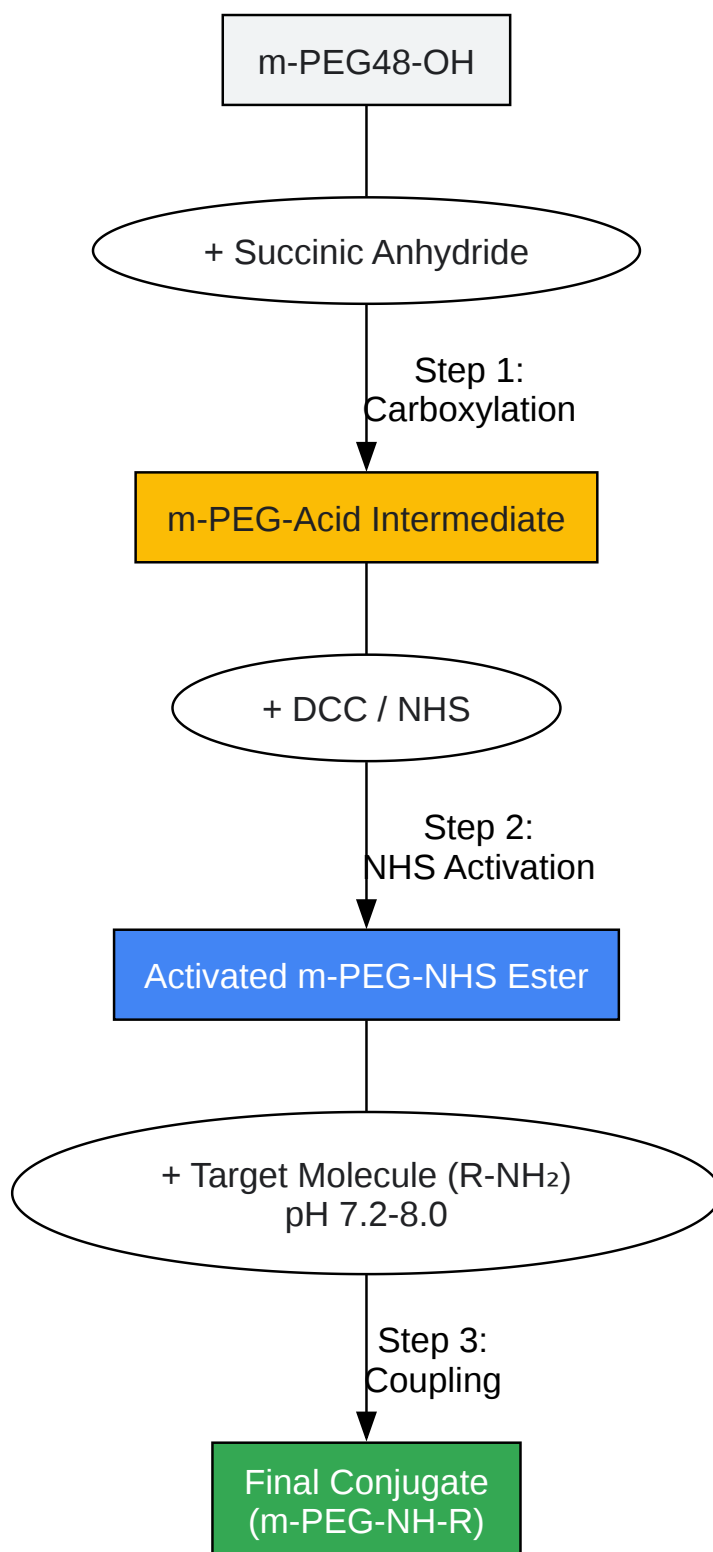 m-PEG48-OH
+ Succinic Anhydride
Step 1:
Carboxylation
m-PEG-Acid Intermediate
+ DCC / NHS
Step 2:
NHS Activation
Activated m-PEG-NHS Ester
+ Target Molecule (R-NH₂)
pH 7.2-8.0
Step 3:
Coupling
Final Conjugate
(m-PEG-NH-R)